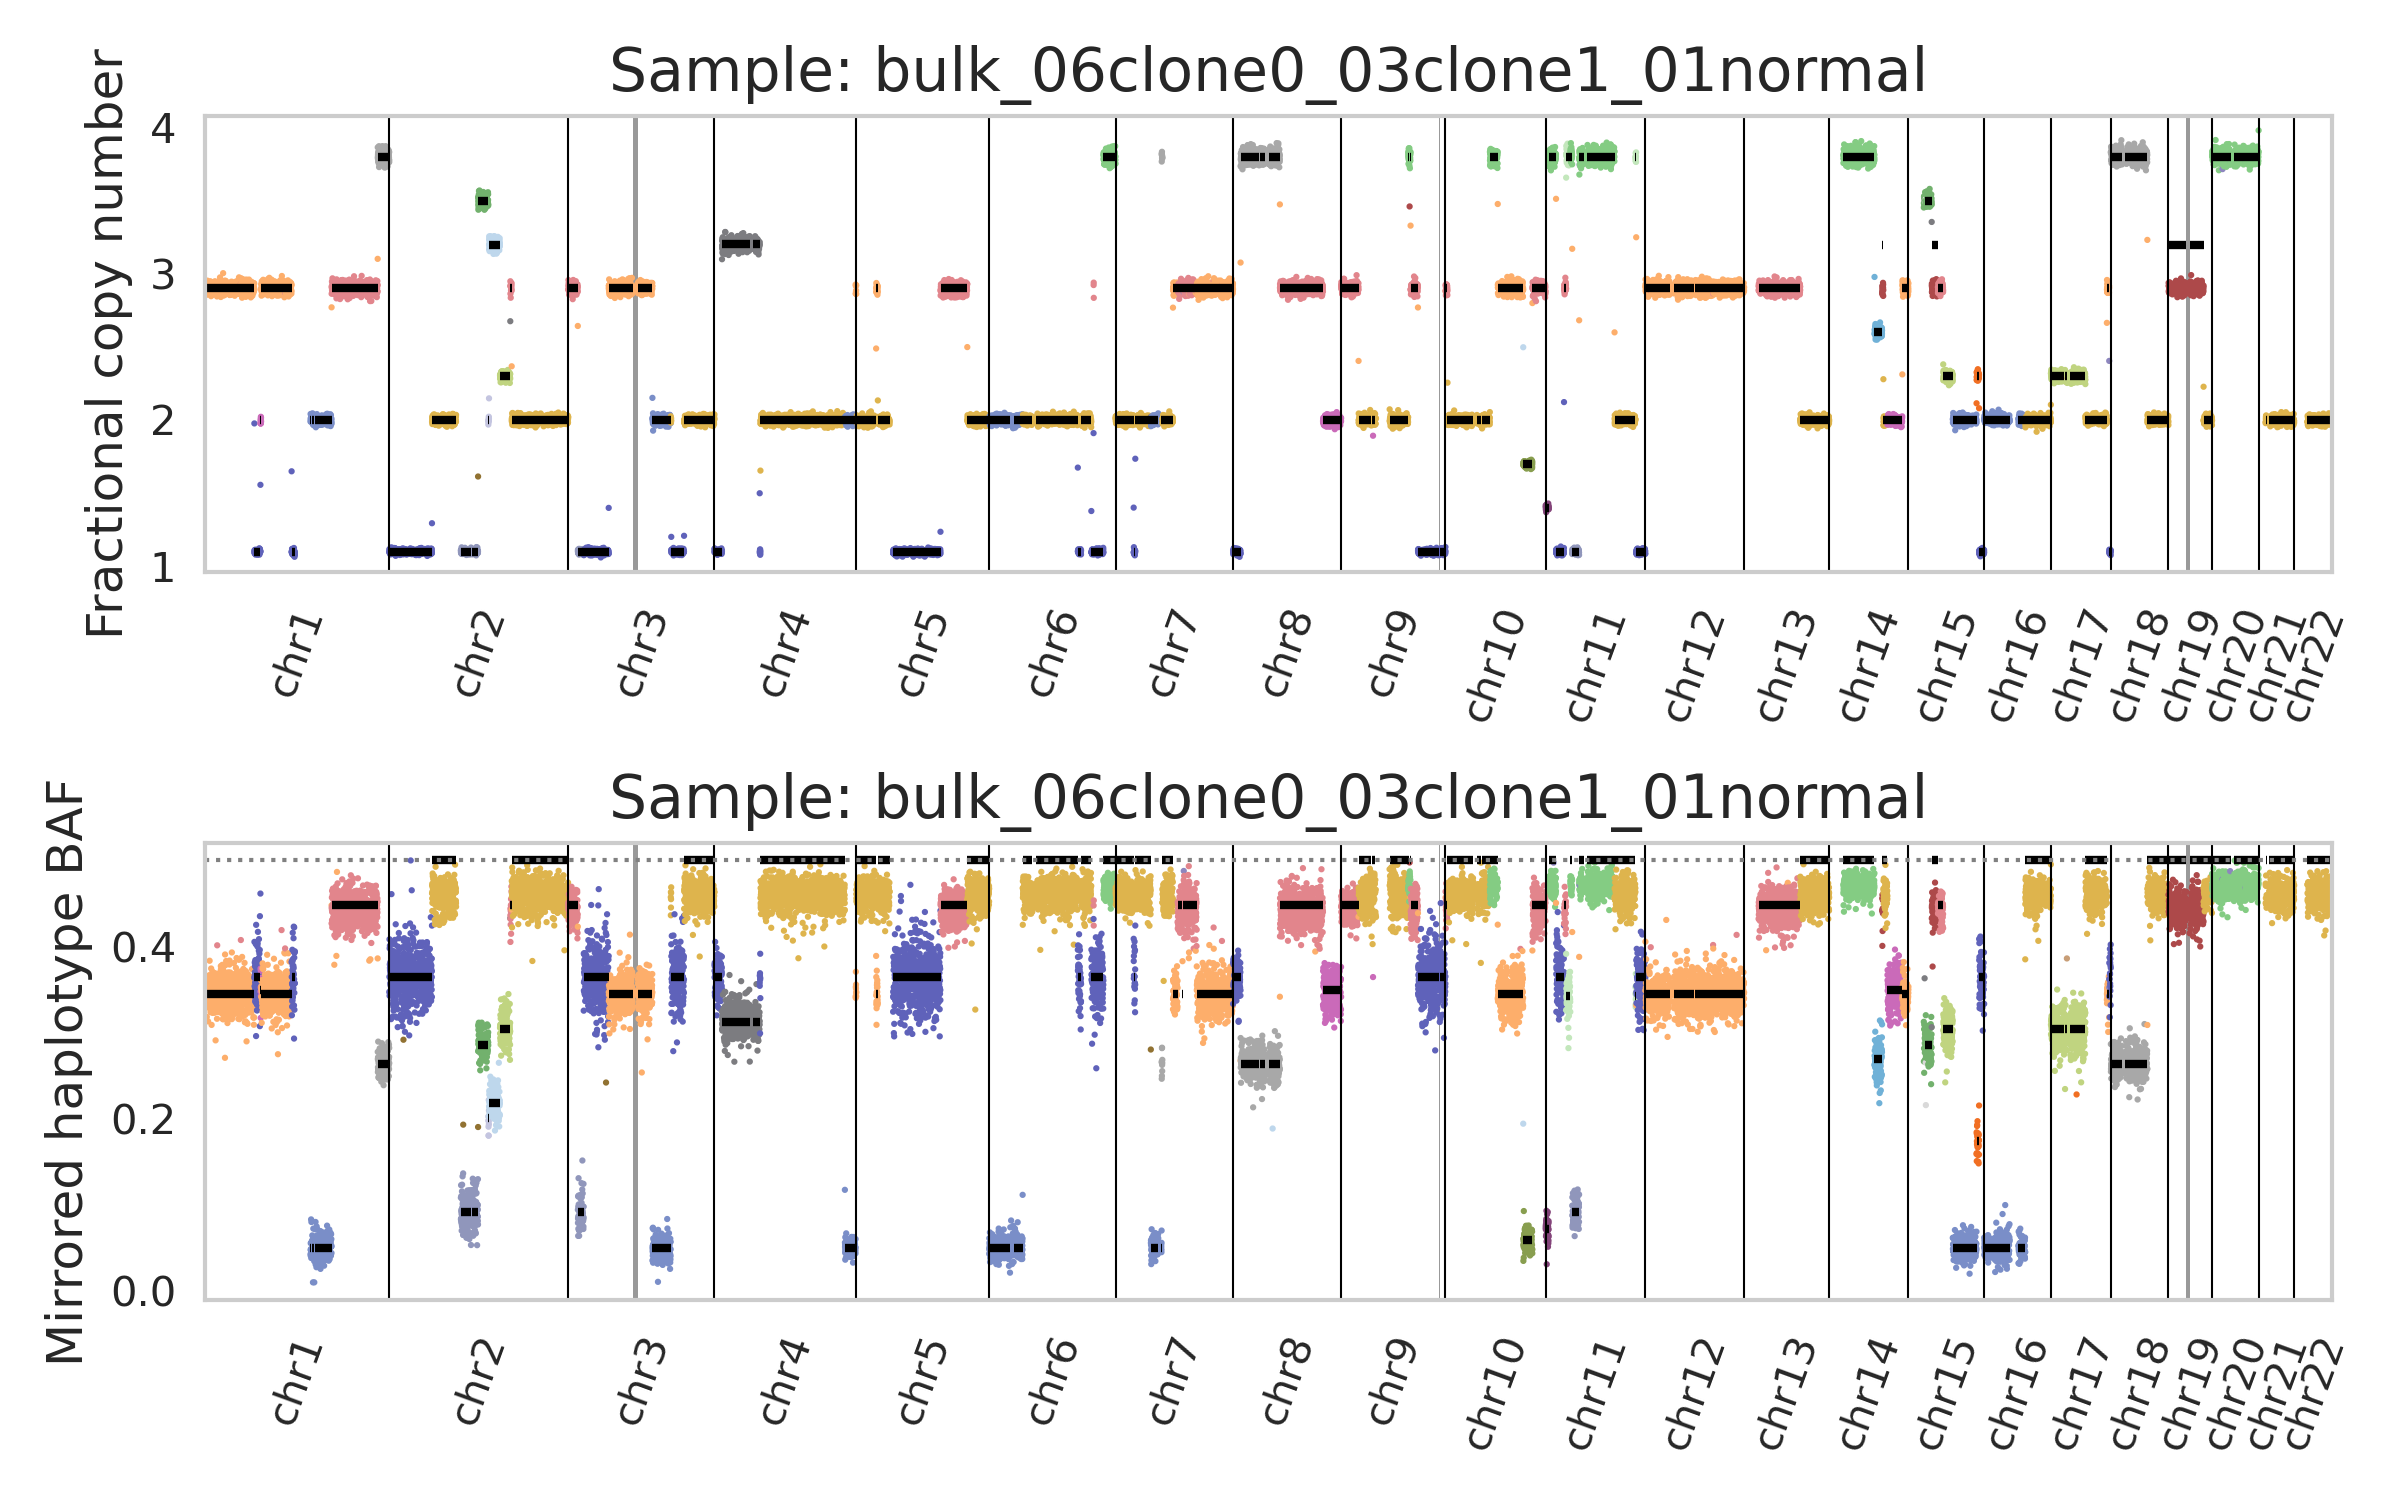 Sample: bulk_06clone0_03clone1_01normal
Fractional copy number
4
3
2
1
chr1
chr2
chr3
chr4
chr5
chr6
chr7
chr8
chr9
chr10
chr11
chr12
chr13
chr14
chr15
chr16
chr17
chr18
chr19
chr20
chr21
chr22
Sample: bulk_06clone0_03clone1_01normal
Mirrored haplotype BAF
0.4
0.2
0.0
chr1
chr2
chr3
chr4
chr5
chr6
chr7
chr8
chr9
chr10
chr11
chr12
chr13
chr14
chr15
chr16
chr17
chr18
chr19
chr20
chr21
chr22